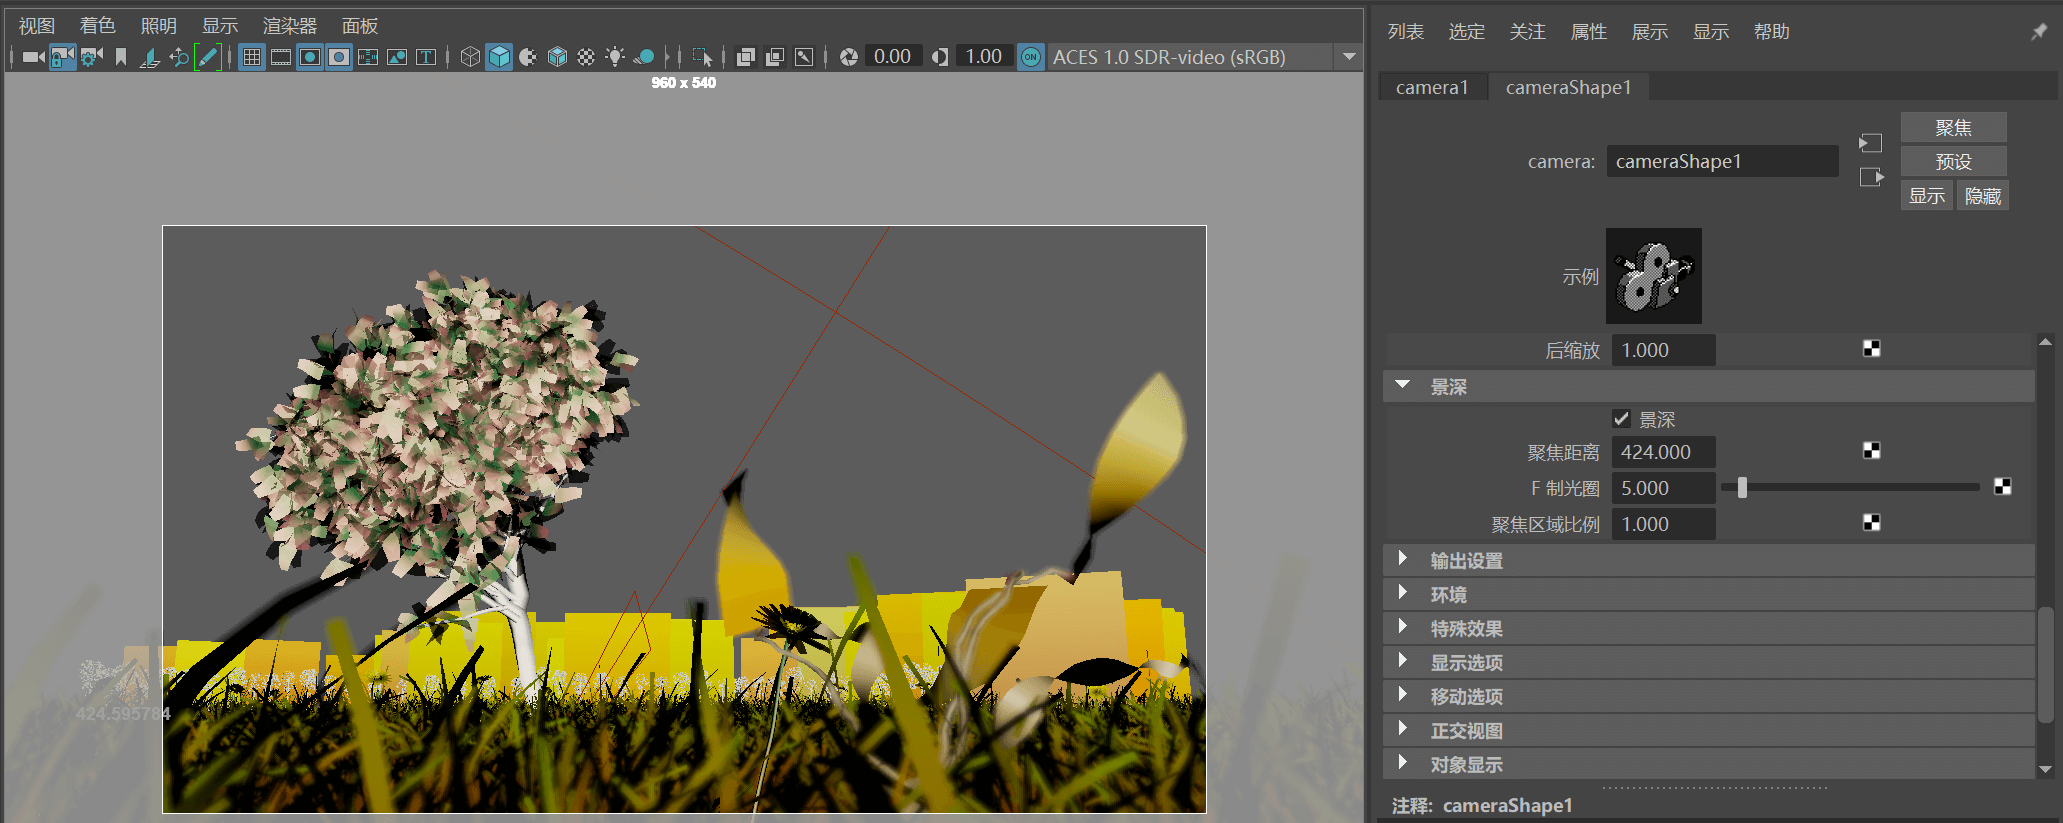 视图 着色 照明 显示 渲染器 面板
0.00 1.00 ON ACES 1.0 SDR-video (sRGB)
960 x 540
424.595784
列表 选定 关注 属性 展示 显示 帮助
camera1 cameraShape1
聚焦
camera: cameraShape1
预设
显示 隐藏
示例
后缩放 1.000
景深
景深
聚焦距离 424.000
F 制光圈 5.000
聚焦区域比例 1.000
输出设置
环境
特殊效果
显示选项
移动选项
正交视图
对象显示
注释: cameraShape1